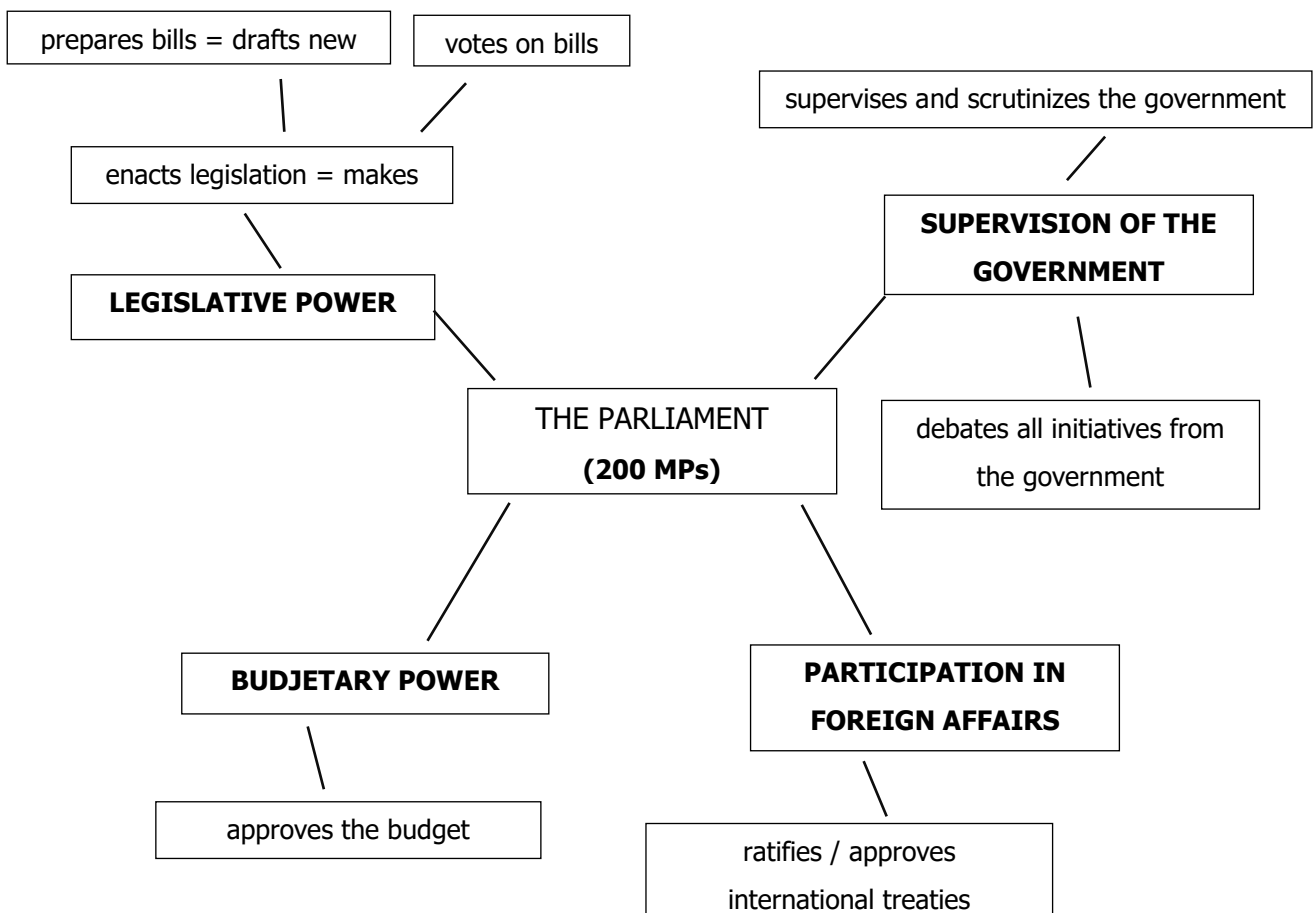 prepares bills = drafts new
votes on bills
supervises and scrutinizes the government
enacts legislation = makes
SUPERVISION OF THE
GOVERNMENT
LEGISLATIVE POWER
THE PARLIAMENT
(200 MPs)
debates all initiatives from
the government
BUDJETARY POWER
PARTICIPATION IN
FOREIGN AFFAIRS
approves the budget
ratifies / approves
international treaties